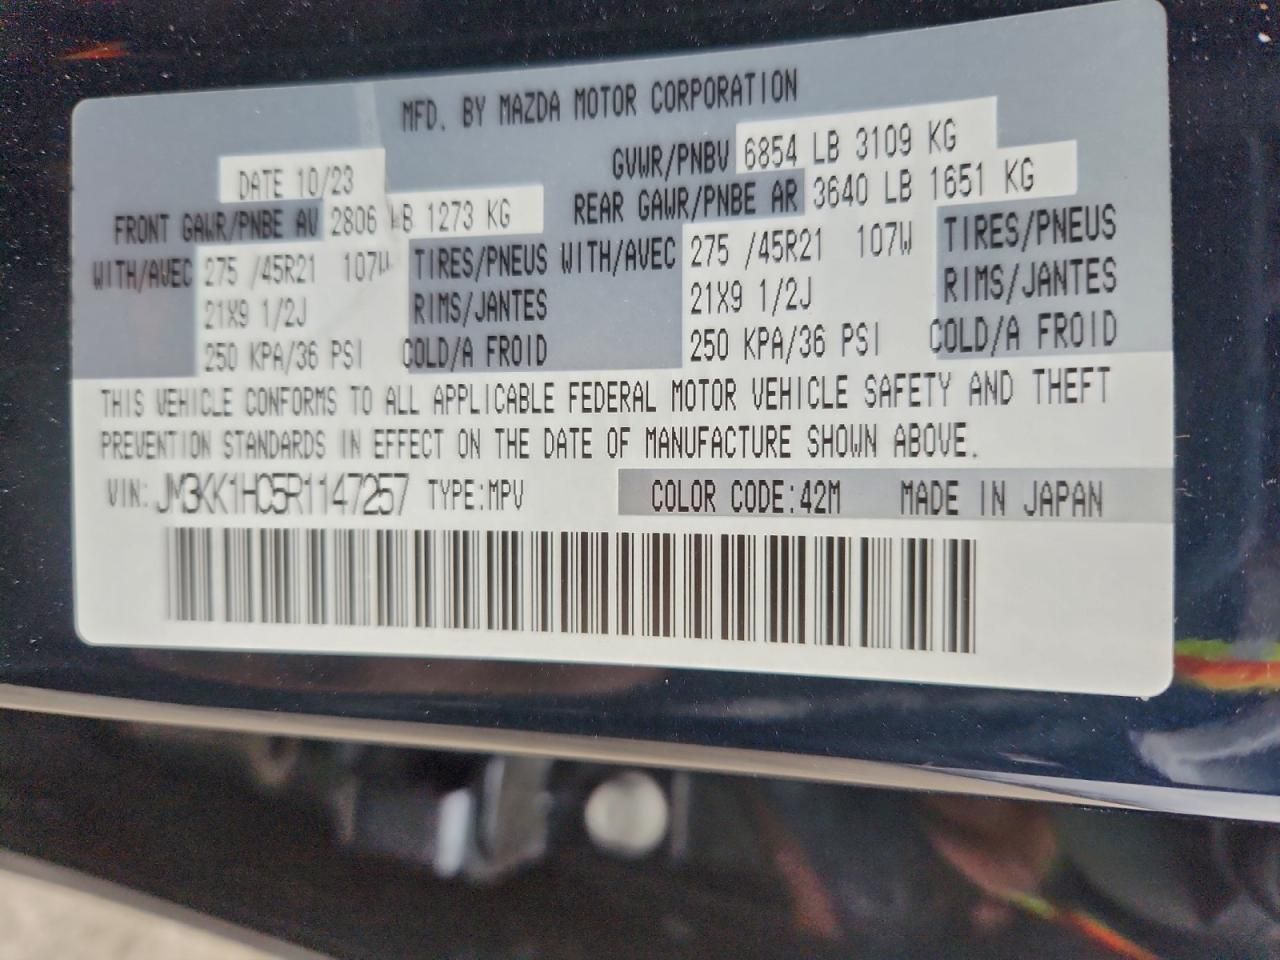 MFD. BY MAZDA MOTOR CORPORATION
DATE 10/23
GVWR/PNBV 6854 LB 3109 KG
FRONT GAWR/PNBE AV 2806 LB 1273 KG
REAR GAWR/PNBE AR 3640 LB 1651 KG
WITH/AVEC 275 /45R21 107W TIRES/PNEUS WITH/AVEC 275 /45R21 107W TIRES/PNEUS
21X9 1/2J RIMS/JANTES 21X9 1/2J RIMS/JANTES
250 KPA/36 PSI COLD/A FROID 250 KPA/36 PSI COLD/A FROID
THIS VEHICLE CONFORMS TO ALL APPLICABLE FEDERAL MOTOR VEHICLE SAFETY AND THEFT
PREVENTION STANDARDS IN EFFECT ON THE DATE OF MANUFACTURE SHOWN ABOVE.
VIN: JM3KK1HC5R1147257 TYPE:MPV COLOR CODE:42M MADE IN JAPAN